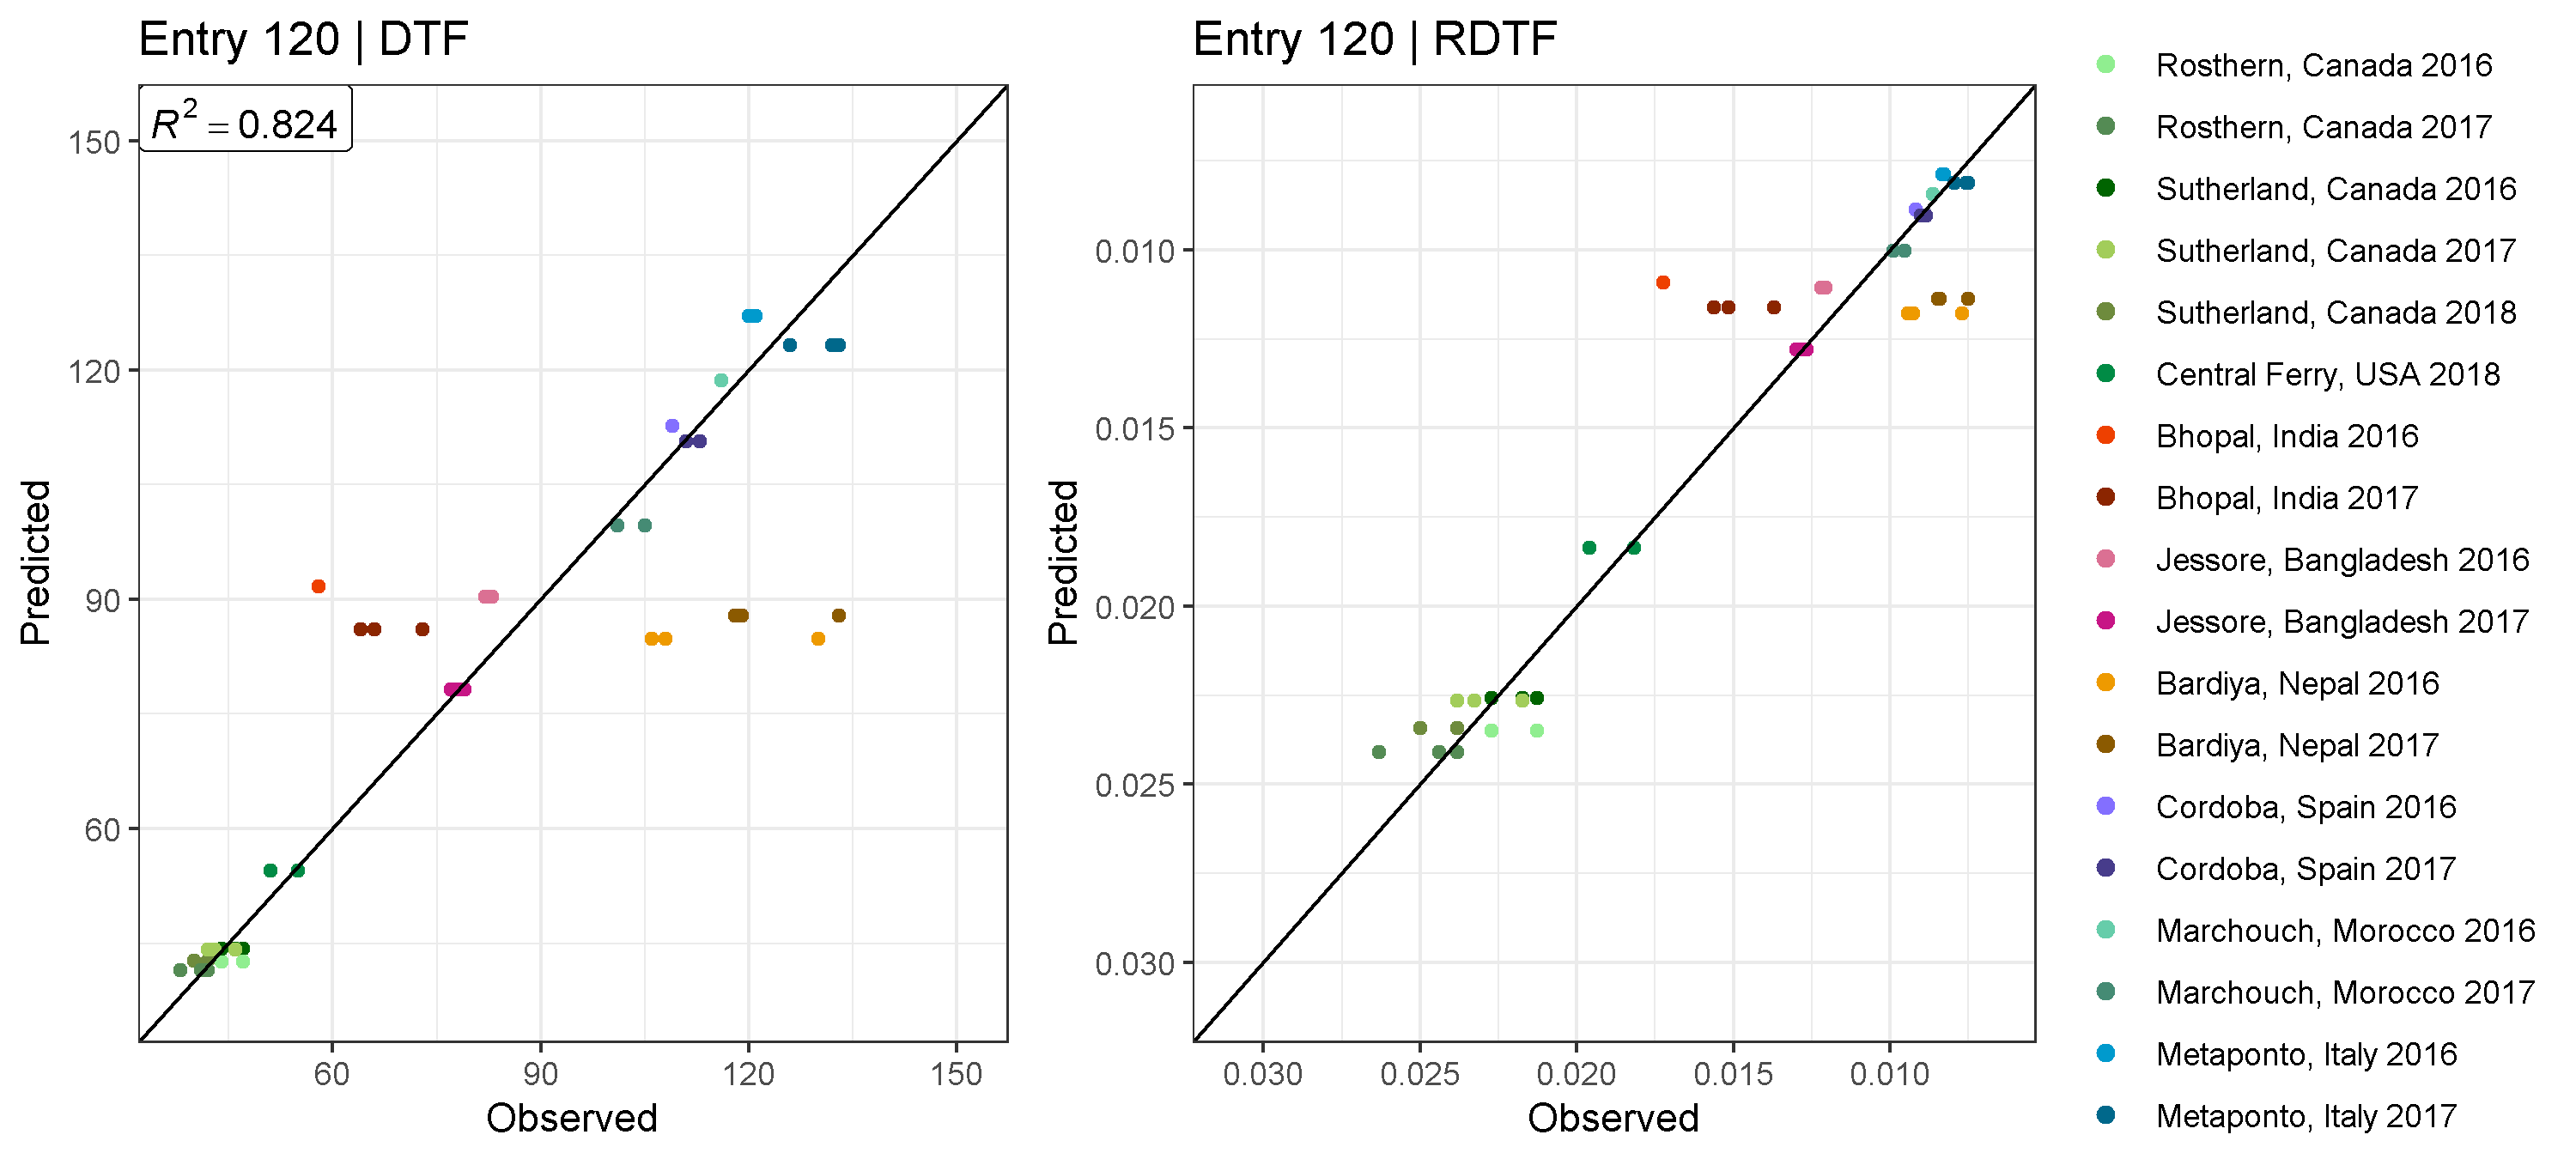 Entry 120 | DTF
R² = 0.824
150
120
90
60
60
90
120
150
Observed
Predicted
Entry 120 | RDTF
0.010
0.015
0.020
0.025
0.030
0.030
0.025
0.020
0.015
0.010
Observed
Predicted
Rosthern, Canada 2016
Rosthern, Canada 2017
Sutherland, Canada 2016
Sutherland, Canada 2017
Sutherland, Canada 2018
Central Ferry, USA 2018
Bhopal, India 2016
Bhopal, India 2017
Jessore, Bangladesh 2016
Jessore, Bangladesh 2017
Bardiya, Nepal 2016
Bardiya, Nepal 2017
Cordoba, Spain 2016
Cordoba, Spain 2017
Marchouch, Morocco 2016
Marchouch, Morocco 2017
Metaponto, Italy 2016
Metaponto, Italy 2017